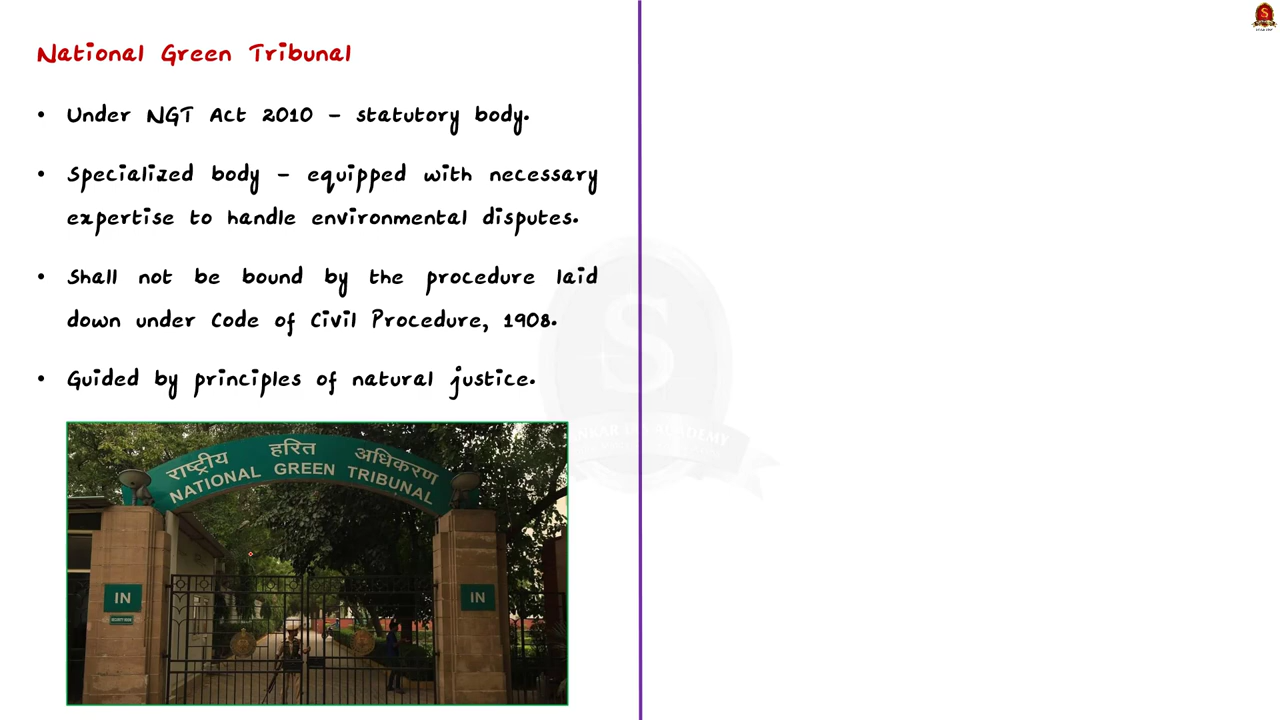 National Green Tribunal
• Under NGT Act 2010 – statutory body.
• Specialized body – equipped with necessary
expertise to handle environmental disputes.
• Shall not be bound by the procedure laid
down under Code of Civil Procedure, 1908.
• Guided by principles of natural justice.
राष्ट्रीय हरित अधिकरण
NATIONAL GREEN TRIBUNAL
IN
IN
S